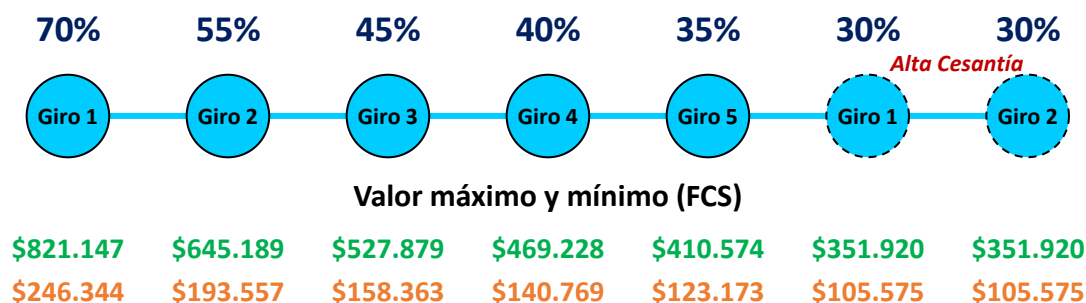 70% 55% 45% 40% 35% 30% 30%
Alta Cesantía
Giro 1 Giro 2 Giro 3 Giro 4 Giro 5 Giro 1 Giro 2
Valor máximo y mínimo (FCS)
$821.147 $645.189 $527.879 $469.228 $410.574 $351.920 $351.920
$246.344 $193.557 $158.363 $140.769 $123.173 $105.575 $105.575